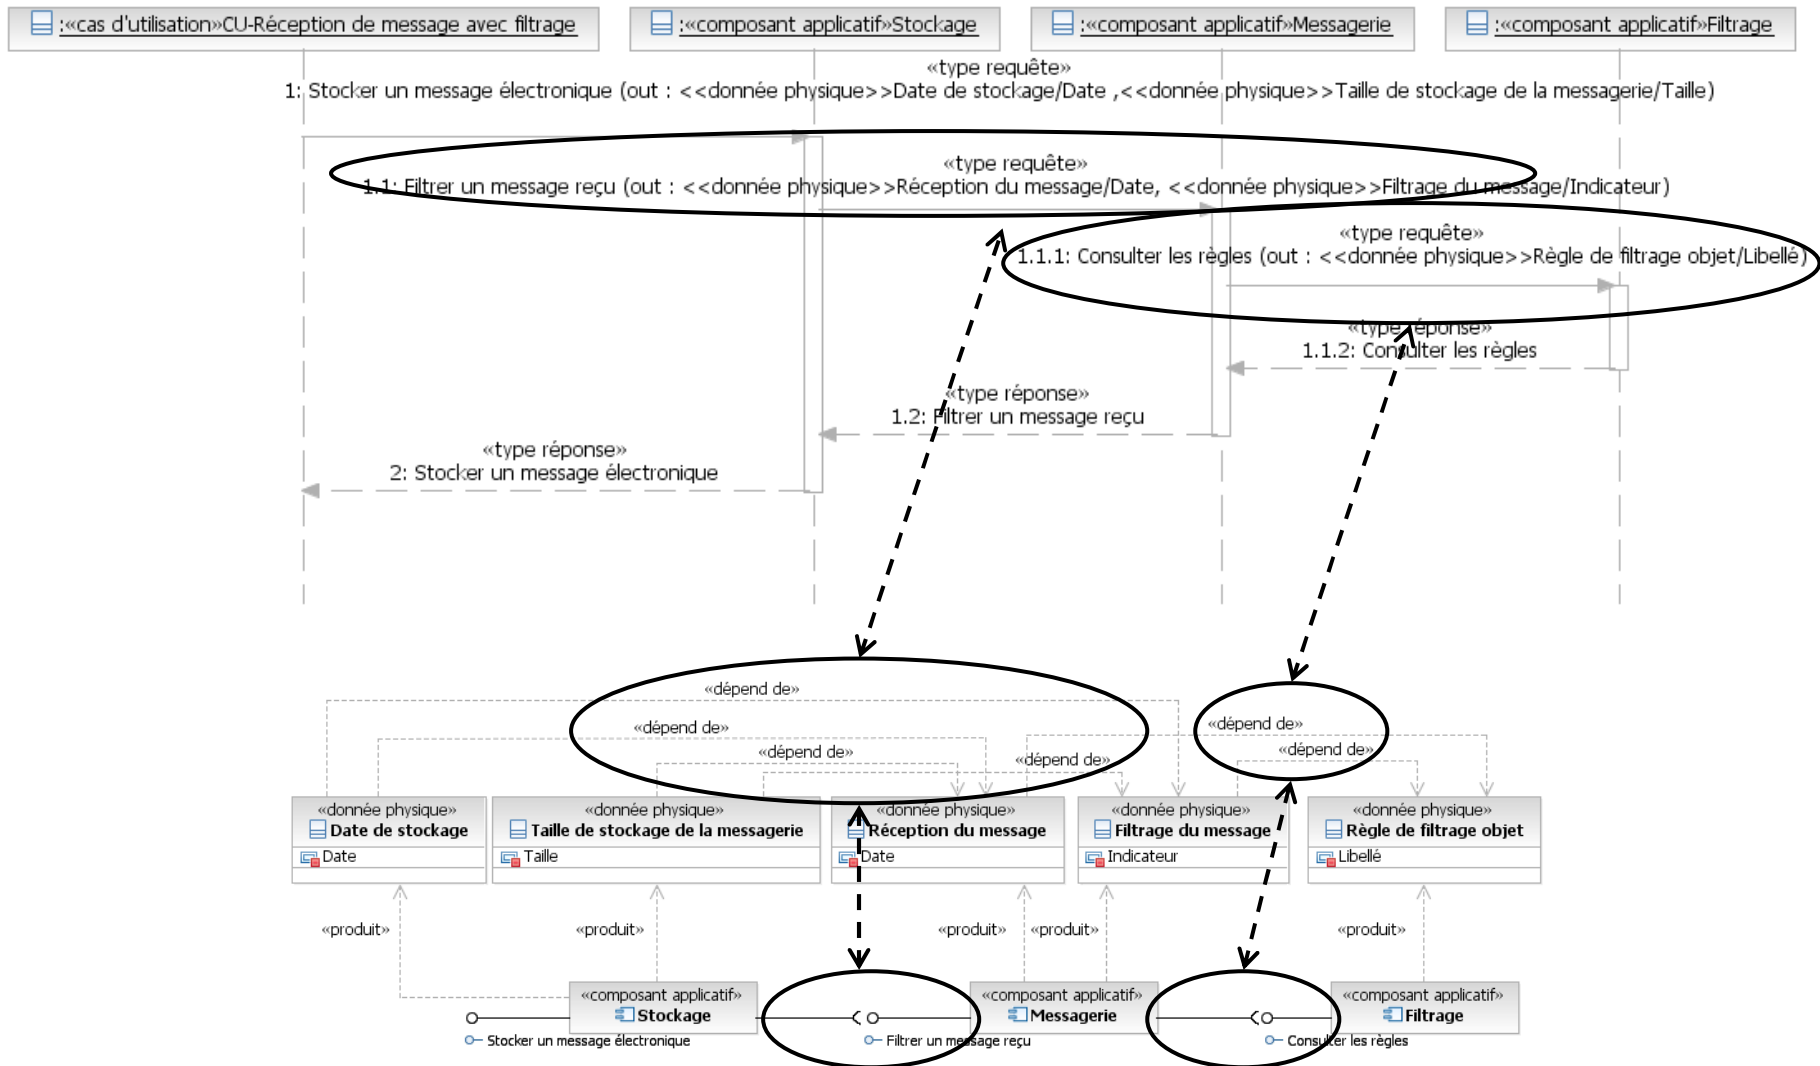 :«cas d'utilisation»CU-Réception de message avec filtrage
:«composant applicatif»Stockage
:«composant applicatif»Messagerie
:«composant applicatif»Filtrage
«type requête»
1: Stocker un message électronique (out : <<donnée physique>>Date de stockage/Date ,<<donnée physique>>Taille de stockage de la messagerie/Taille)
«type requête»
1.1: Filtrer un message reçu (out : <<donnée physique>>Réception du message/Date, <<donnée physique>>Filtrage du message/Indicateur)
«type requête»
1.1.1: Consulter les règles (out : <<donnée physique>>Règle de filtrage objet/Libellé)
«type réponse»
1.1.2: Consulter les règles
«type réponse»
1.2: Filtrer un message reçu
«type réponse»
2: Stocker un message électronique
«dépend de»
«dépend de»
«dépend de»
«dépend de»
«dépend de»
«dépend de»
«donnée physique»
Date de stockage
Date
«donnée physique»
Taille de stockage de la messagerie
Taille
«donnée physique»
Réception du message
Date
«donnée physique»
Filtrage du message
Indicateur
«donnée physique»
Règle de filtrage objet
Libellé
«produit»
«produit»
«produit»
«produit»
«produit»
«composant applicatif»
Stockage
«composant applicatif»
Messagerie
«composant applicatif»
Filtrage
Stocker un message électronique
Filtrer un message reçu
Consulter les règles